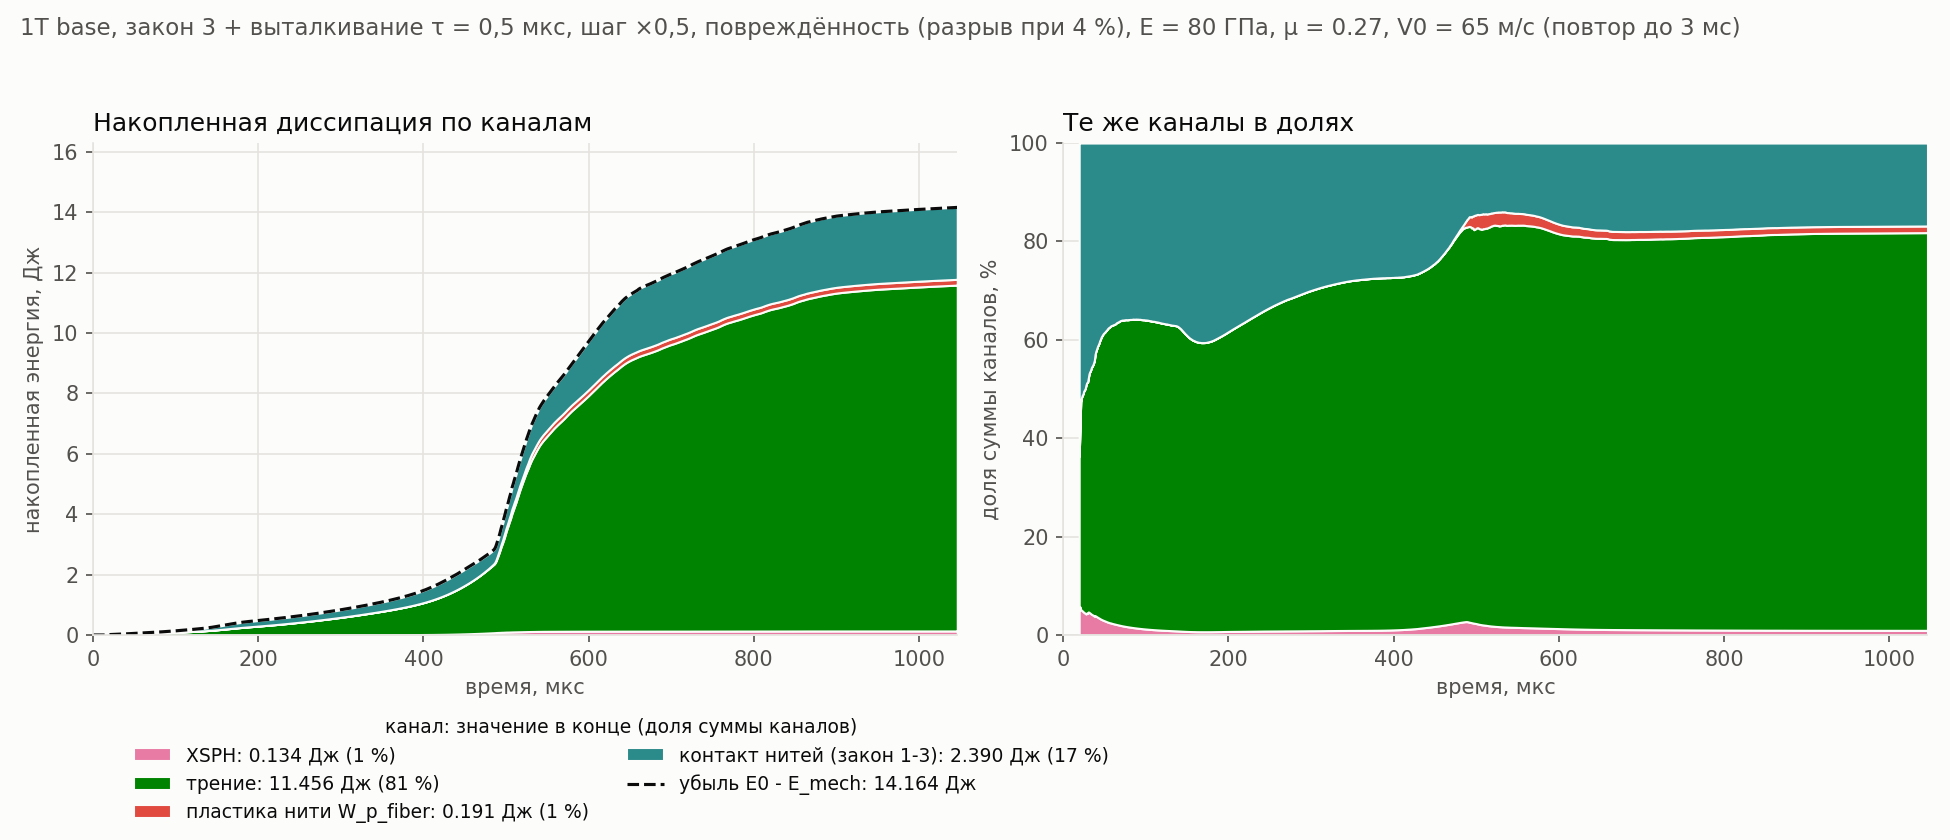 1T base, закон 3 + выталкивание τ = 0,5 мкс, шаг ×0,5, повреждённость (разрыв при 4 %), E = 80 ГПа, μ = 0.27, V0 = 65 м/с (повтор до 3 мс)
Накопленная диссипация по каналам
накопленная энергия, Дж
16
14
12
10
8
6
4
2
0
0 200 400 600 800 1000
время, мкс
Те же каналы в долях
доля суммы каналов, %
100
80
60
40
20
0
0 200 400 600 800 1000
время, мкс
канал: значение в конце (доля суммы каналов)
XSPH: 0.134 Дж (1 %)
трение: 11.456 Дж (81 %)
пластика нити W_p_fiber: 0.191 Дж (1 %)
контакт нитей (закон 1-3): 2.390 Дж (17 %)
убыль E0 - E_mech: 14.164 Дж